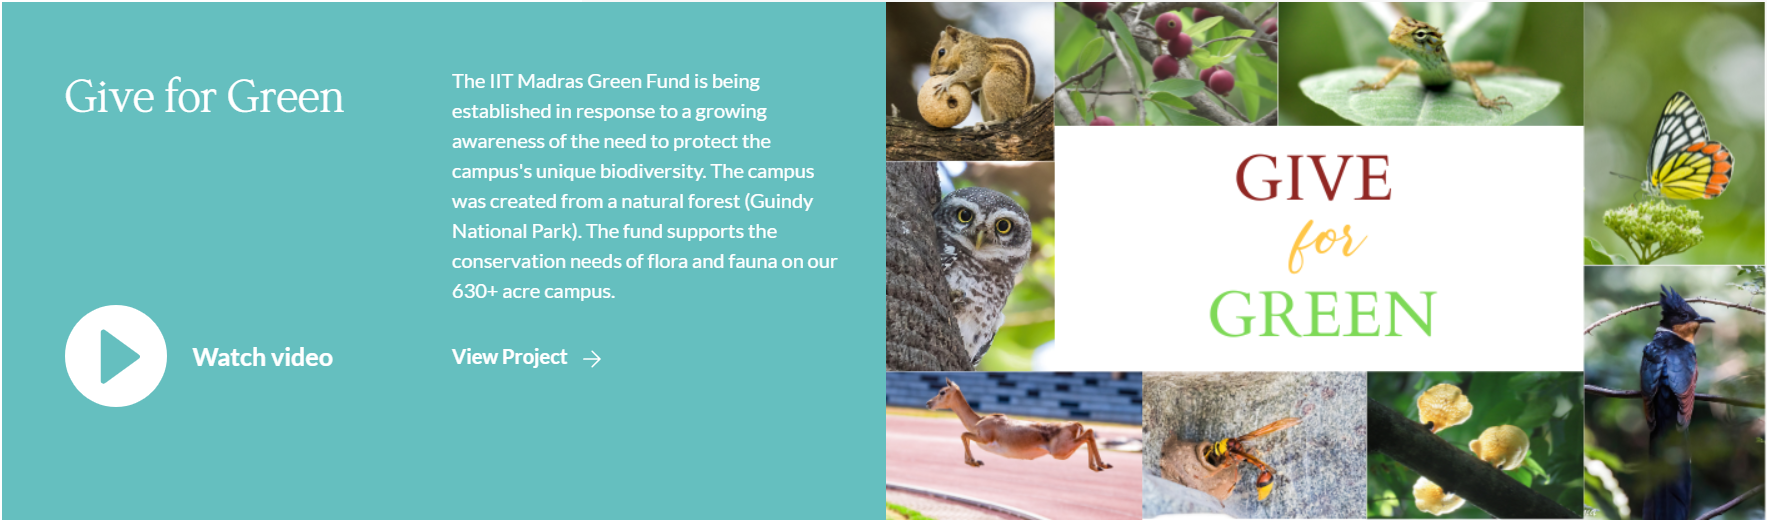 Give for Green
The IIT Madras Green Fund is being
established in response to a growing
awareness of the need to protect the
campus's unique biodiversity. The campus
was created from a natural forest (Guindy
National Park). The fund supports the
conservation needs of flora and fauna on our
630+ acre campus.
Watch video
View Project
GIVE
for
GREEN